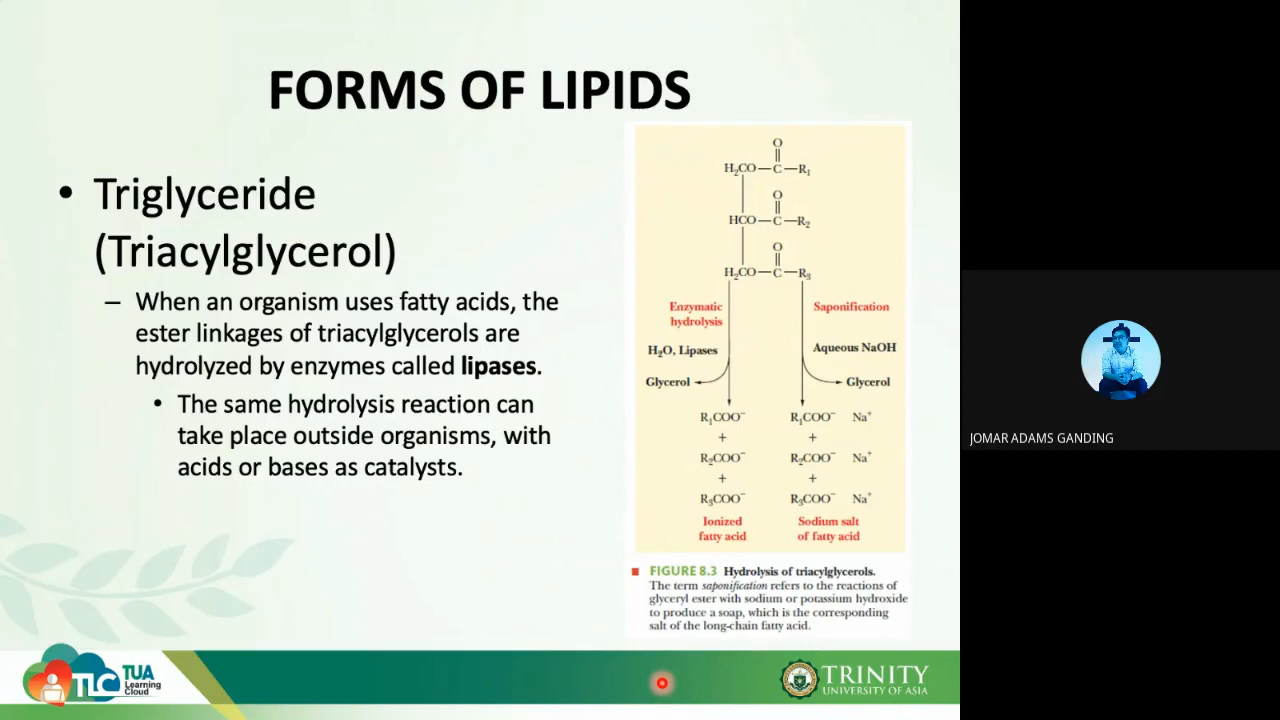 FORMS OF LIPIDS
• Triglyceride
(Triacylglycerol)
– When an organism uses fatty acids, the
ester linkages of triacylglycerols are
hydrolyzed by enzymes called lipases.
• The same hydrolysis reaction can
take place outside organisms, with
acids or bases as catalysts.
O
H₂CO—C—R₁
O
HCO—C—R₂
O
H₂CO—C—R₃
Enzymatic
hydrolysis
Saponification
H₂O, Lipases
Aqueous NaOH
Glycerol
Glycerol
R₁COO⁻ R₁COO⁻ Na⁺
+ +
R₂COO⁻ R₂COO⁻ Na⁺
+ +
R₃COO⁻ R₃COO⁻ Na⁺
Ionized
fatty acid
Sodium salt
of fatty acid
FIGURE 8.3 Hydrolysis of triacylglycerols.
The term saponification refers to the reactions of
glyceryl ester with sodium or potassium hydroxide
to produce a soap, which is the corresponding
salt of the long-chain fatty acid.
TLC
TUA
Learning
Cloud
TRINITY
UNIVERSITY OF ASIA
JOMAR ADAMS GANDING